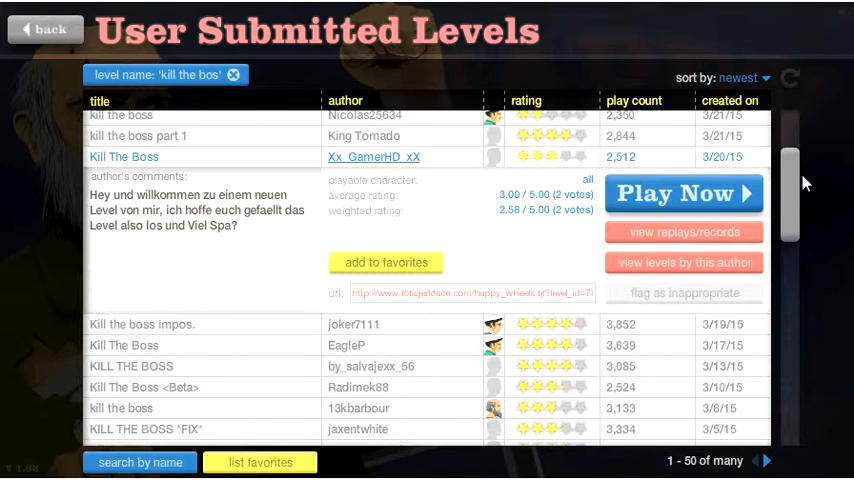 back
User Submitted Levels
level name: 'kill the bos'
sort by: newest
title author rating play count created on
kill the boss Nicolas25634 2,350 3/21/15
kill the boss part 1 King Tomado 2,844 3/21/15
Kill The Boss Xx_GamerHD_xX 2,512 3/20/15
author's comments:
Hey und willkommen zu einem neuen
Level von mir, ich hoffe euch gefaellt das
Level also los und Viel Spa?
playable character: all
average rating: 3.00 / 5.00 (2 votes)
weighted rating: 2.58 / 5.00 (2 votes)
add to favorites
url: http://www.totaljerkface.com/happy_wheels.tjf?level_id=7
Play Now
view replays/records
view levels by this author
flag as inappropriate
Kill the boss impos. joker7111 3,852 3/19/15
Kill The Boss EagleP 3,639 3/17/15
KILL THE BOSS by_salvajexx_56 3,085 3/13/15
Kill The Boss <Beta> Radimek88 2,524 3/10/15
kill the boss 13kbarbour 3,133 3/6/15
KILL THE BOSS *FIX* jaxentwhite 3,334 3/5/15
search by name
list favorites
1 - 50 of many
v 1.82